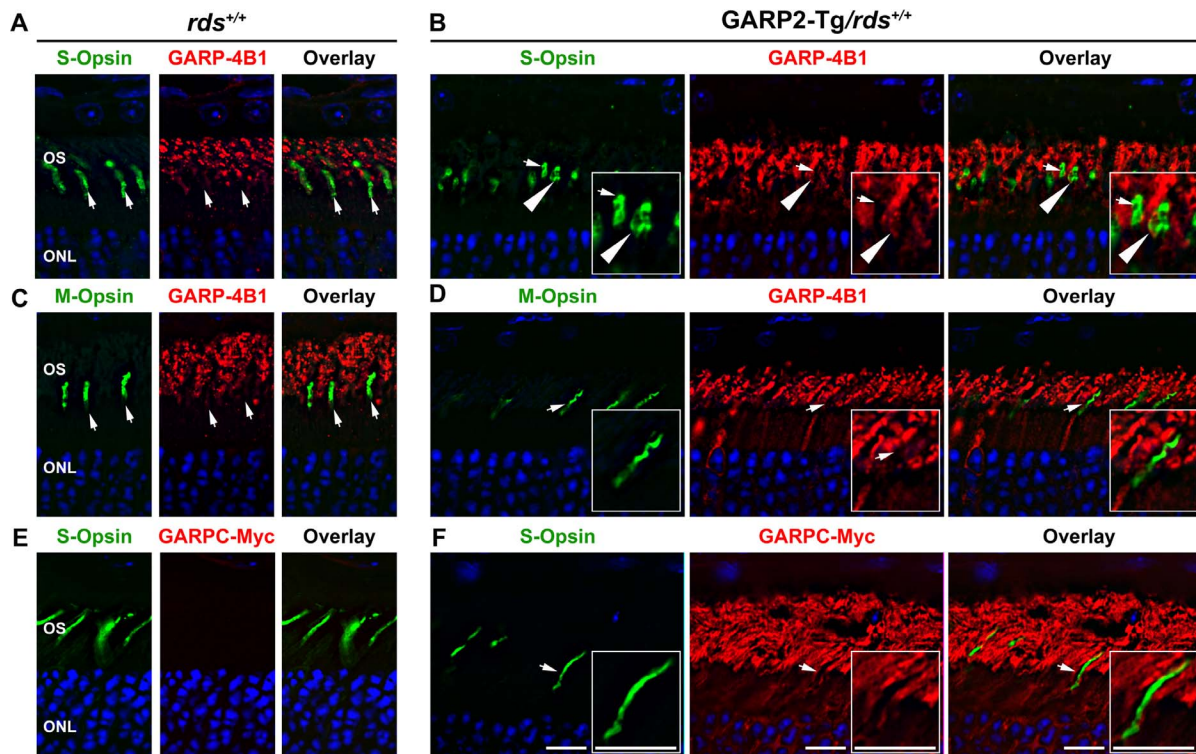 A
rds+/+
B
GARP2-Tg/rds+/+
S-Opsin GARP-4B1 Overlay
S-Opsin GARP-4B1 Overlay
OS
ONL
C
M-Opsin GARP-4B1 Overlay
D
M-Opsin GARP-4B1 Overlay
OS
ONL
E
S-Opsin GARPC-Myc Overlay
F
S-Opsin GARPC-Myc Overlay
OS
ONL